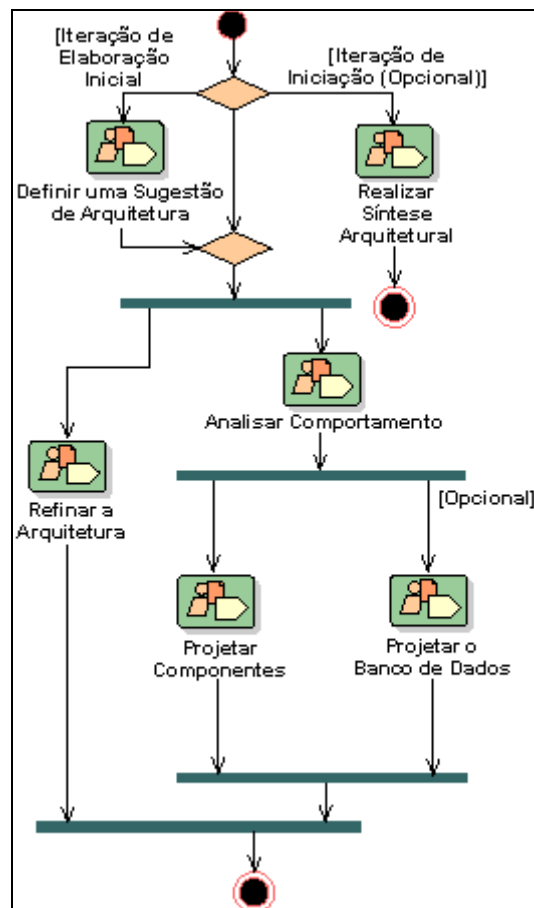 [Iteração de
Elaboração
Inicial
[Iteração de
Iniciação (Opcional)]
Definir uma Sugestão
de Arquitetura
Realizar
Síntese
Arquitetural
Analisar Comportamento
Refinar a
Arquitetura
[Opcional]
Projetar
Componentes
Projetar o
Banco de Dados